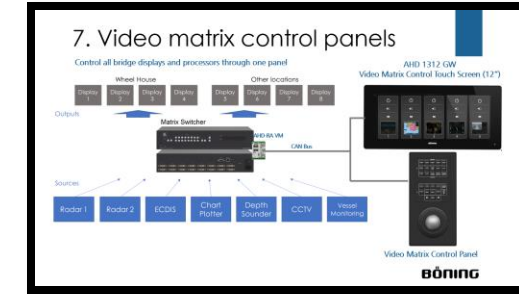 7. Video matrix control panels
Control all bridge displays and processors through one panel
AHD 1312 GW
Video Matrix Control Touch Screen (12")
Wheel House
Other locations
Display 1
Display 2
Display 3
Display 4
Display 5
Display 6
Display 7
Display 8
Outputs
Matrix Switcher
AHD-RA VM
CAN Bus
Sources
Radar 1
Radar 2
ECDIS
Chart Plotter
Depth Sounder
CCTV
Vessel Monitoring
Video Matrix Control Panel
BÖNING